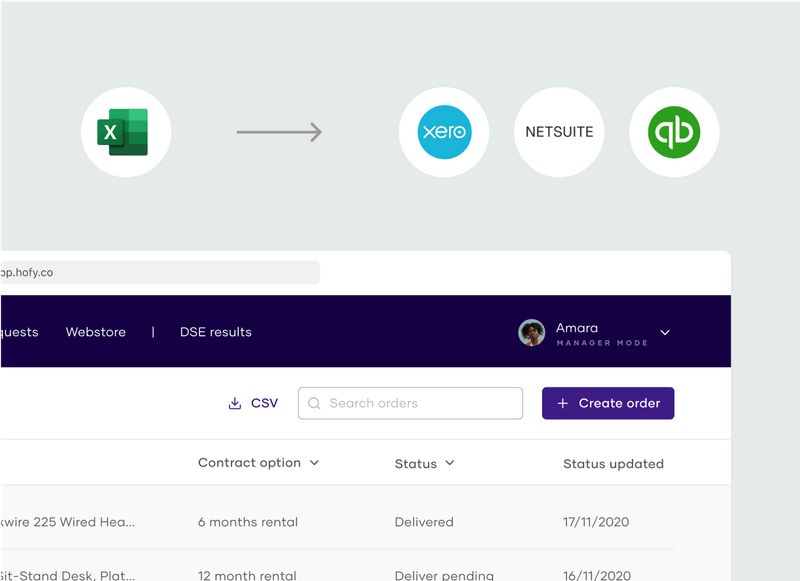 X
xero
NETSUITE
qb
pp.hofy.co
quests Webstore | DSE results
Amara
MANAGER MODE
CSV
Search orders
+ Create order
Contract option
Status
Status updated
wire 225 Wired Hea... 6 months rental Delivered 17/11/2020
Sit-Stand Desk, Plat... 12 month rental Deliver pending 16/11/2020